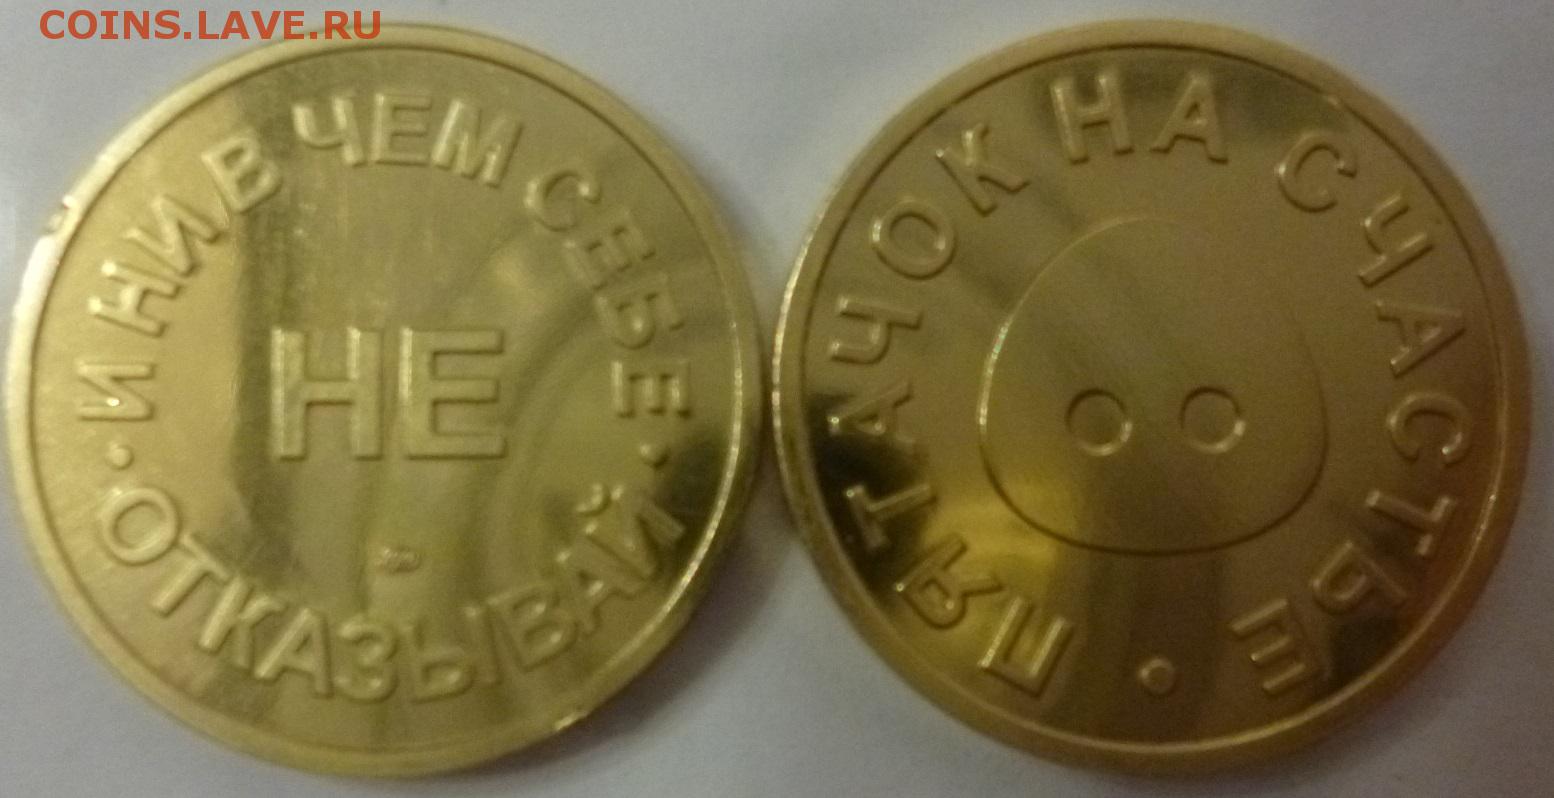 COINS.LAVE.RU
И НИ В ЧЕМ СЕБЕ
НЕ
• ОТКАЗЫВАЙ •
ПЯТАЧОК НА СЧАСТЬЕ •